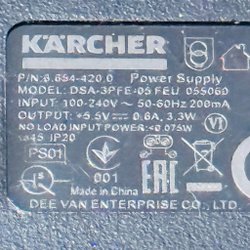 KÄRCHER
P/N: 6.654-420.0 Power Supply
MODEL: DSA-3PFE-05 FEU 055060
INPUT: 100-240V~ 50-60Hz 200mA
OUTPUT: +5.5V⎓ 0.6A, 3.3W
NO LOAD INPUT POWER: <0.075W
ta45 IP20
VI
PS01
001
EAC
Made in China
DEE VAN ENTERPRISE CO., LTD.